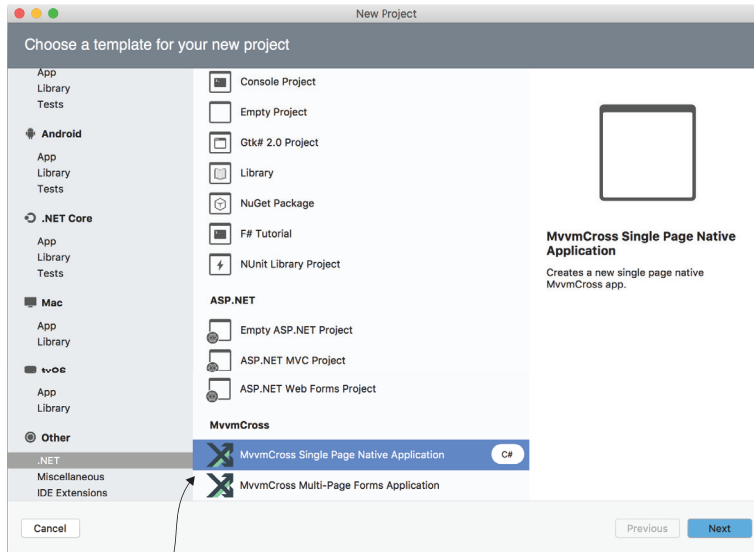 New Project
Choose a template for your new project
App
Library
Tests
Android
App
Library
Tests
.NET Core
App
Library
Tests
Mac
App
Library
tvOS
App
Library
Other
.NET
Miscellaneous
IDE Extensions
Console Project
Empty Project
Gtk# 2.0 Project
Library
NuGet Package
F# Tutorial
NUnit Library Project
ASP.NET
Empty ASP.NET Project
ASP.NET MVC Project
ASP.NET Web Forms Project
MvvmCross
MvvmCross Single Page Native Application C#
MvvmCross Multi-Page Forms Application
MvvmCross Single Page Native
Application
Creates a new single page native
MvvmCross app.
Cancel
Previous
Next